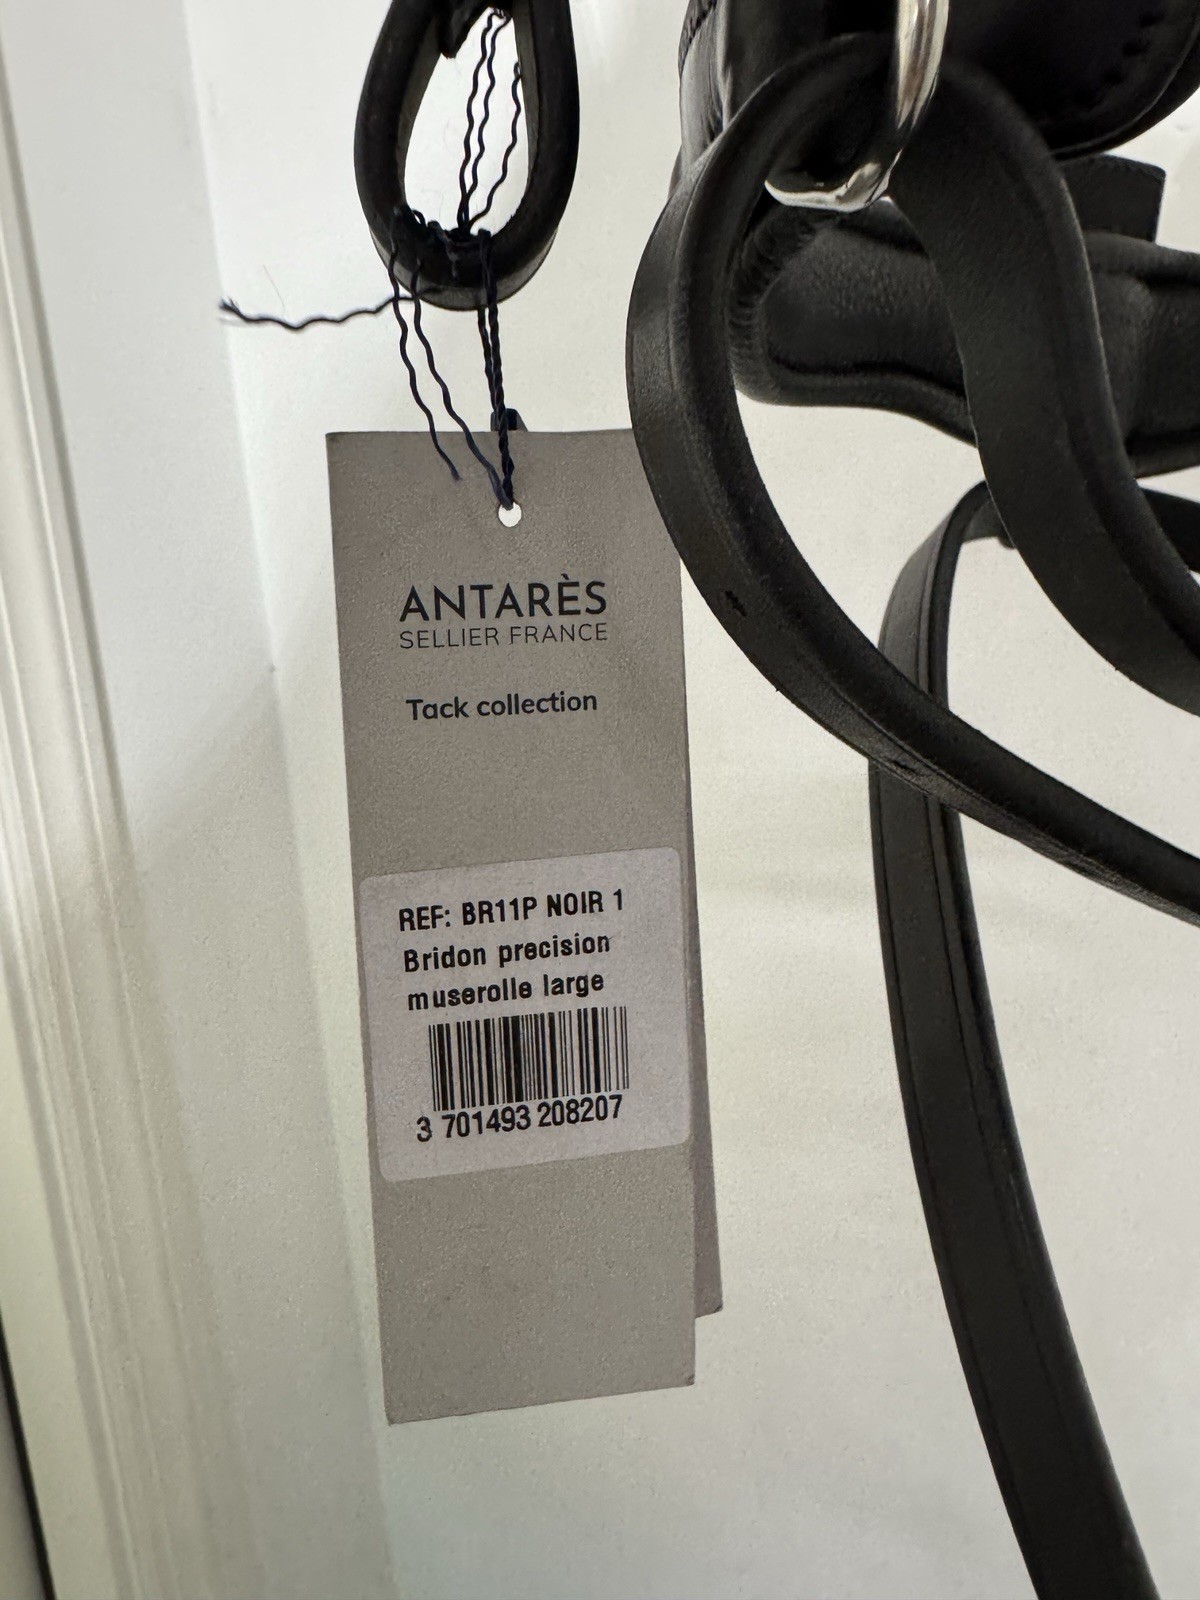 ANTARÈS
SELLIER FRANCE
Tack collection
REF: BR11P NOIR 1
Bridon precision
muserolle large
3 701493 208207